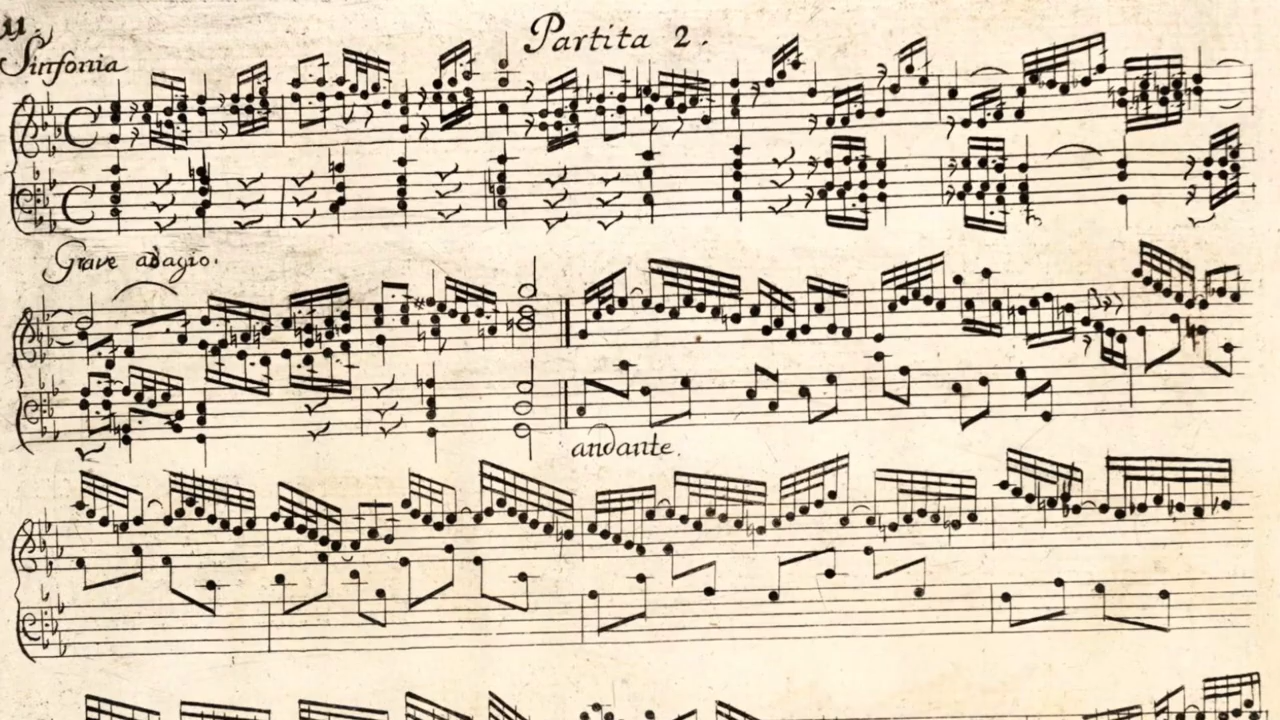 11.
Partita 2.
Sinfonia
Grave adagio.
andante.